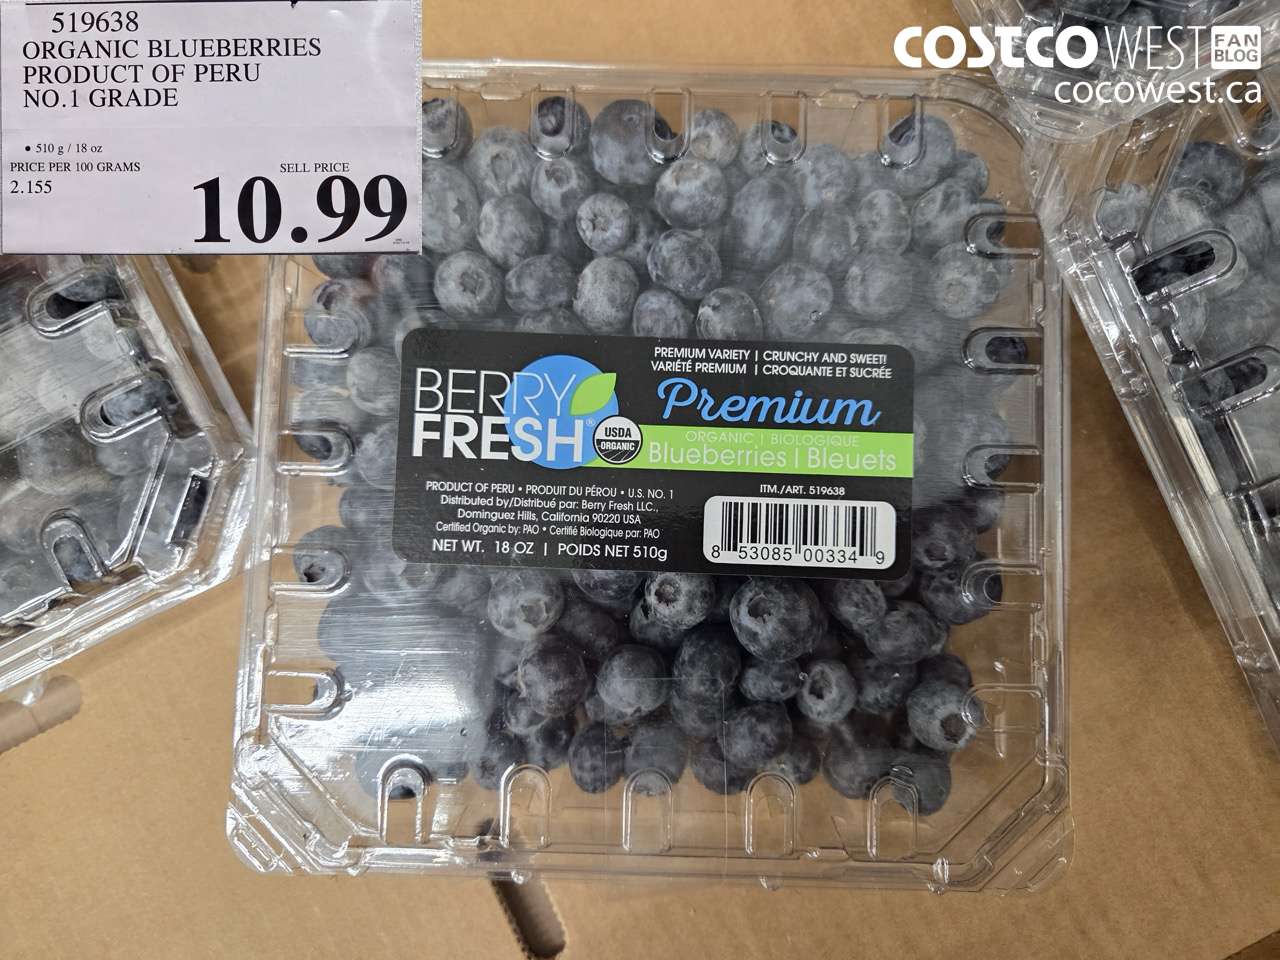 519638
ORGANIC BLUEBERRIES
PRODUCT OF PERU
NO.1 GRADE
• 510 g / 18 oz
PRICE PER 100 GRAMS
2.155
SELL PRICE
10.99
COSTCO WEST FAN BLOG
cocowest.ca
BERRY
FRESH®
USDA
ORGANIC
PREMIUM VARIETY | CRUNCHY AND SWEET!
VARIÉTÉ PREMIUM | CROQUANTE ET SUCRÉE
Premium
ORGANIC | BIOLOGIQUE
Blueberries | Bleuets
PRODUCT OF PERU • PRODUIT DU PÉROU • U.S. NO. 1
Distributed by/Distribué par: Berry Fresh LLC.,
Dominguez Hills, California 90220 USA
Certified Organic by: PAO • Certifié Biologique par: PAO
NET WT. 18 OZ | POIDS NET 510g
ITM./ART. 519638
8 53085 00334 9